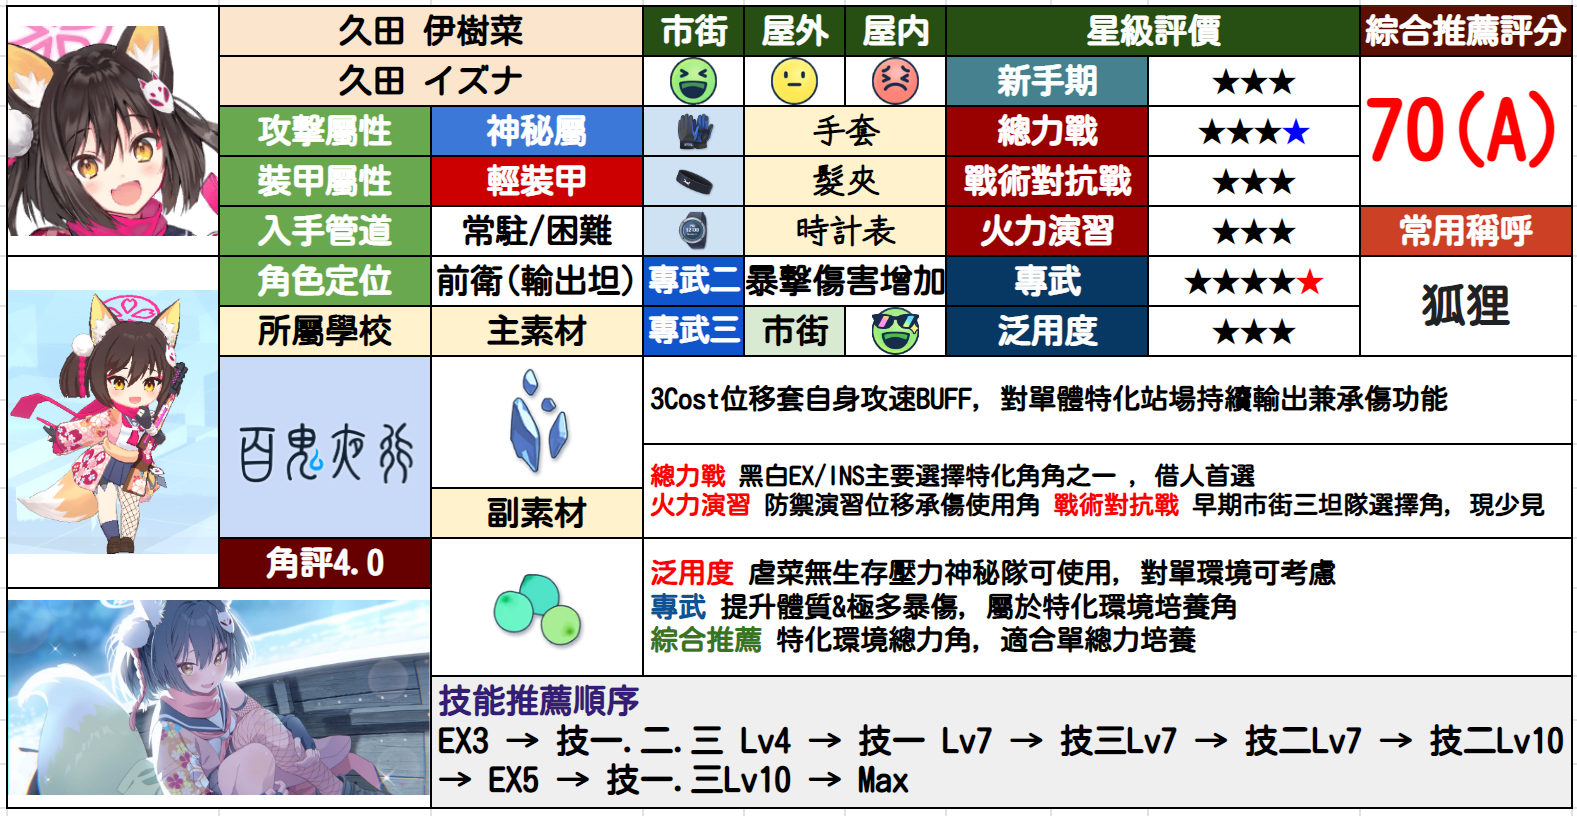 久田 伊樹菜 市街 屋外 屋內 星級評價 綜合推薦評分
久田 イズナ 新手期 ★★★ 70(A)
攻擊屬性 神秘屬 手套 總力戰 ★★★★
裝甲屬性 輕裝甲 髮夾 戰術對抗戰 ★★★
入手管道 常駐/困難 時計表 火力演習 ★★★ 常用稱呼
角色定位 前衛(輸出坦) 專武二 暴擊傷害增加 專武 ★★★★★ 狐狸
所屬學校 主素材 專武三 市街 泛用度 ★★★
百鬼夜行
3Cost位移套自身攻速BUFF, 對單體特化站場持續輸出兼承傷功能
總力戰 黑白EX/INS主要選擇特化角角之一 , 借人首選
火力演習 防禦演習位移承傷使用角 戰術對抗戰 早期市街三坦隊選擇角, 現少見
副素材
角評4.0
泛用度 虐菜無生存壓力神秘隊可使用, 對單環境可考慮
專武 提升體質&極多暴傷, 屬於特化環境培養角
綜合推薦 特化環境總力角, 適合單總力培養
技能推薦順序
EX3 → 技一.二.三 Lv4 → 技一 Lv7 → 技三Lv7 → 技二Lv7 → 技二Lv10
→ EX5 → 技一.三Lv10 → Max